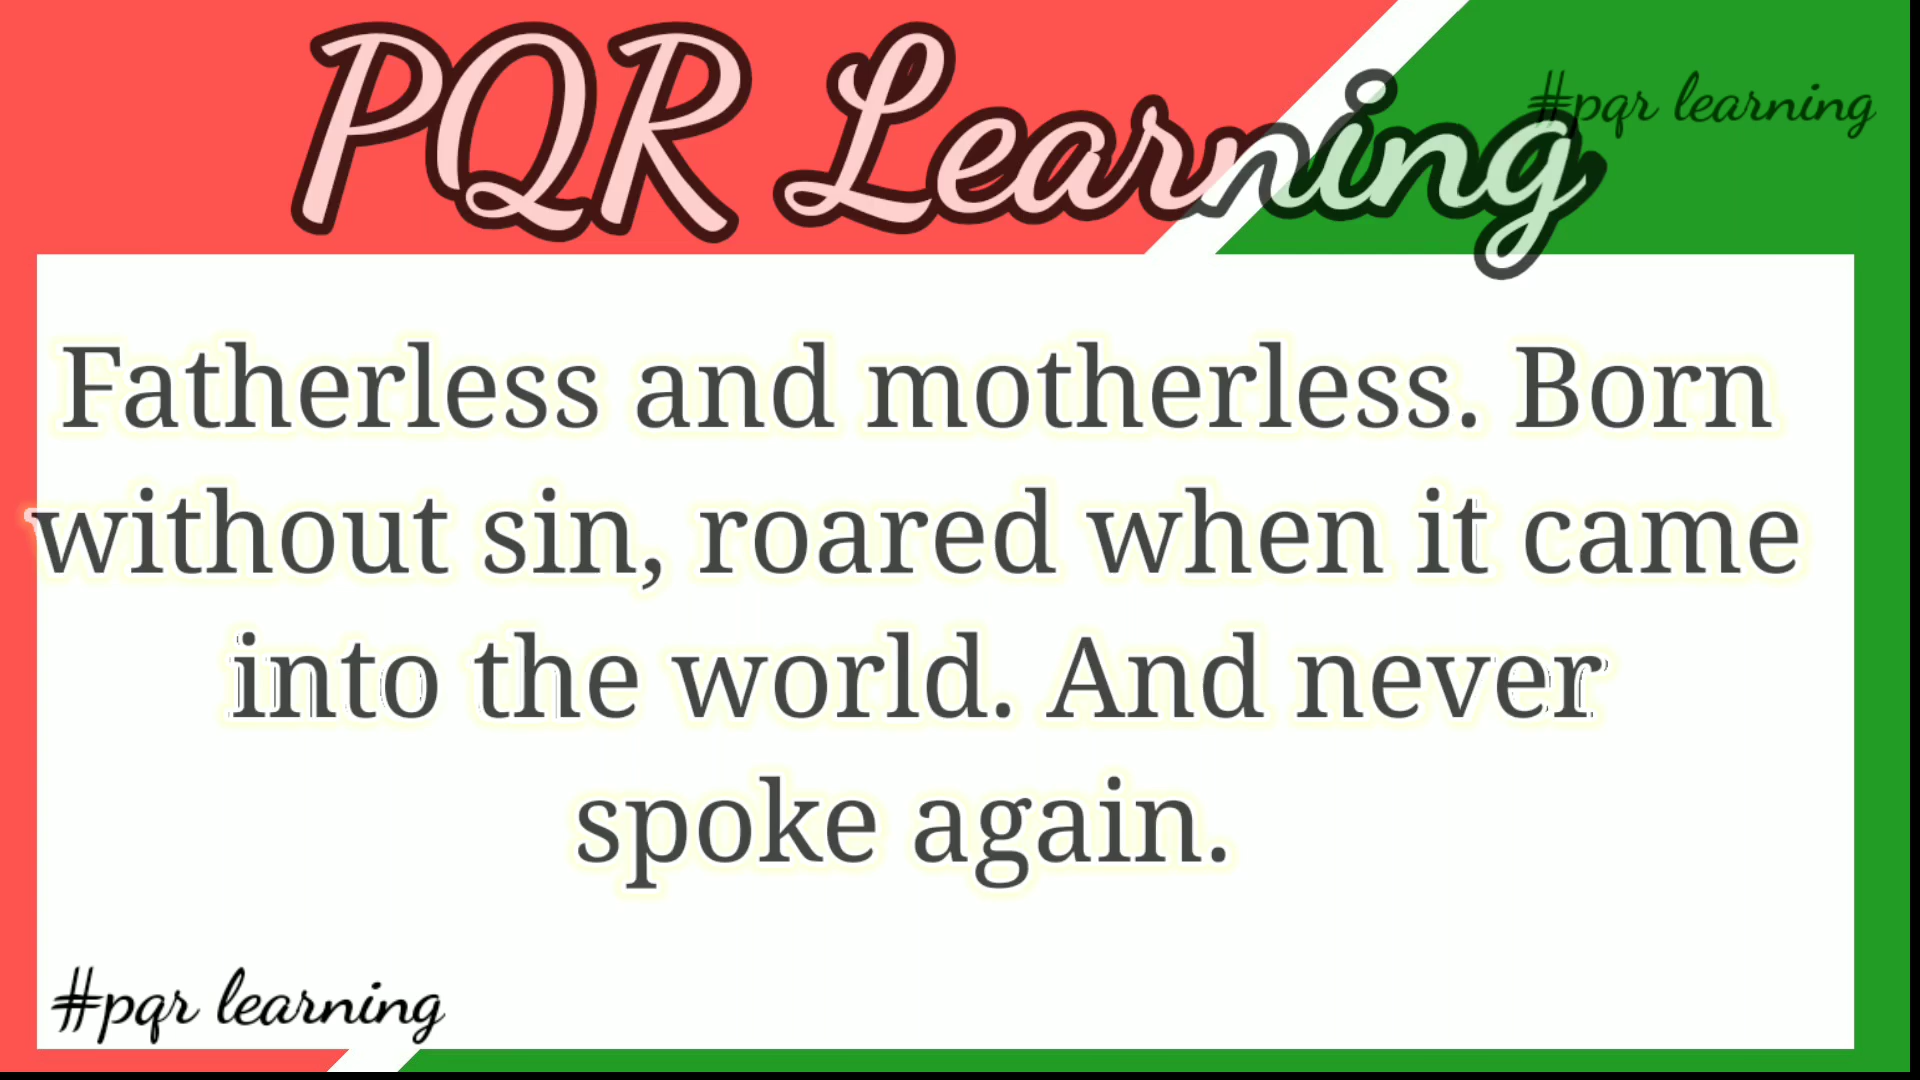 PQR Learning
#pqr learning
Fatherless and motherless. Born
without sin, roared when it came
into the world. And never
spoke again.
#pqr learning